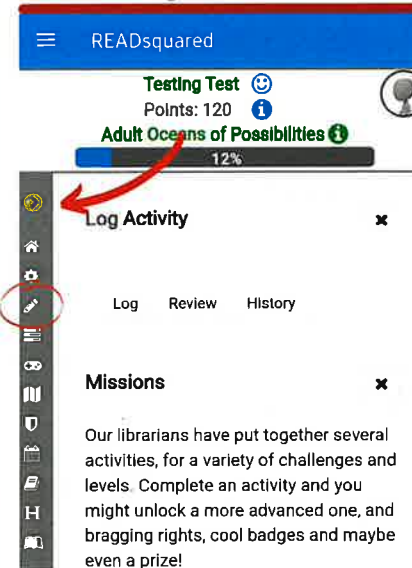 READsquared
Testing Test
Points: 120
Adult Oceans of Possibilities
12%
Log Activity
Log Review History
Missions
Our librarians have put together several
activities, for a variety of challenges and
levels. Complete an activity and you
might unlock a more advanced one, and
bragging rights, cool badges and maybe
even a prize!
H